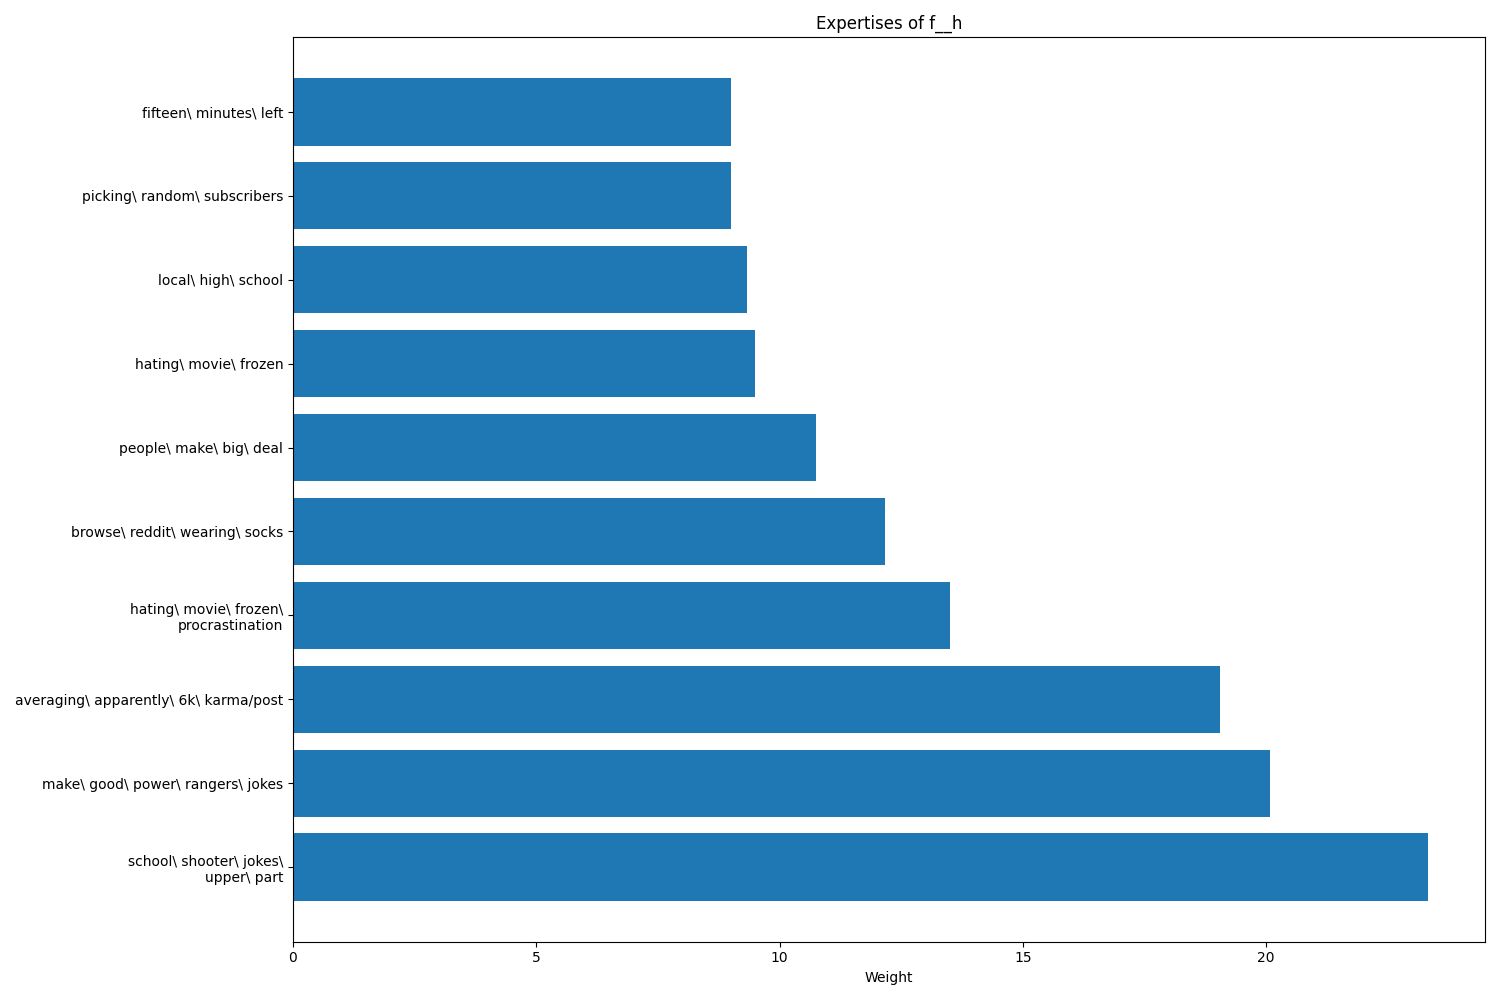 Expertises of f__h
fifteen\ minutes\ left
picking\ random\ subscribers
local\ high\ school
hating\ movie\ frozen
people\ make\ big\ deal
browse\ reddit\ wearing\ socks
hating\ movie\ frozen\
procrastination
averaging\ apparently\ 6k\ karma/post
make\ good\ power\ rangers\ jokes
school\ shooter\ jokes\
upper\ part
0 5 10 15 20
Weight